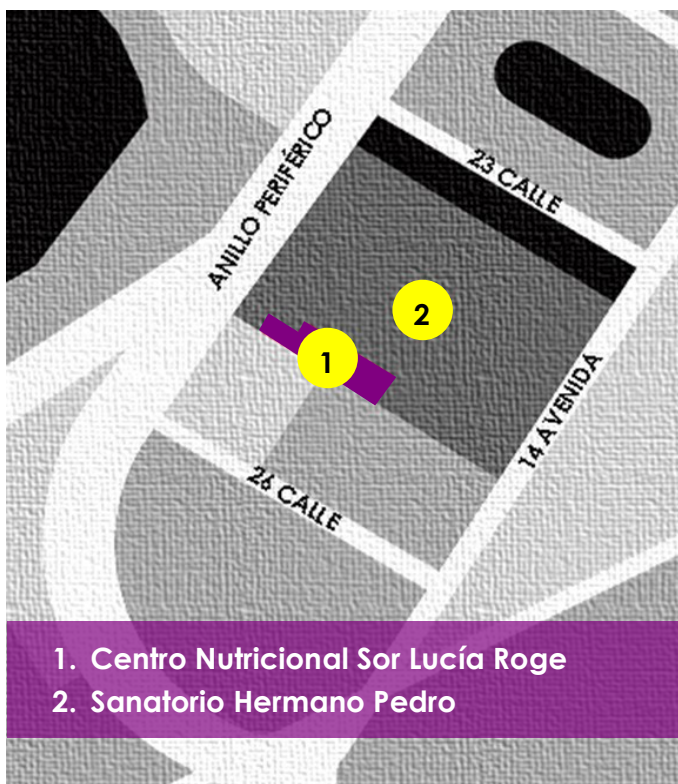 ANILLO PERIFÉRICO
23 CALLE
2
1
14 AVENIDA
26 CALLE
1. Centro Nutricional Sor Lucía Roge
2. Sanatorio Hermano Pedro